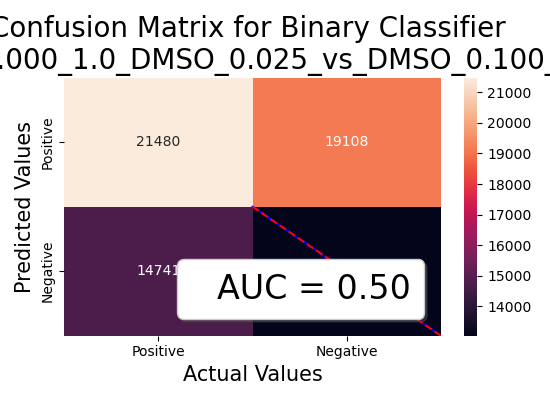 Confusion Matrix for Binary Classifier
.000_1.0_DMSO_0.025_vs_DMSO_0.100_
Predicted Values
Positive
Negative
21480
19108
14741
AUC = 0.50
Positive
Negative
Actual Values
21000
20000
19000
18000
17000
16000
15000
14000